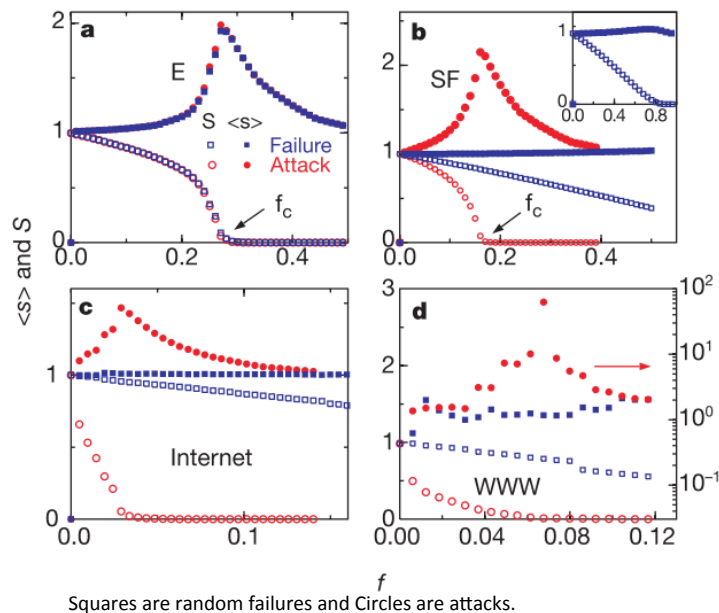 a
E
S <s>
Failure
Attack
f_c
2
1
0
0.0 0.2 0.4
b
SF
f_c
2
1
0
0.0 0.2 0.4
1
0
0.0 0.4 0.8
<s> and S
c
Internet
1
0
0.0 0.1
d
WWW
3
2
1
0
0.00 0.04 0.08 0.12
10^2
10^1
10^0
10^-1
f
Squares are random failures and Circles are attacks.